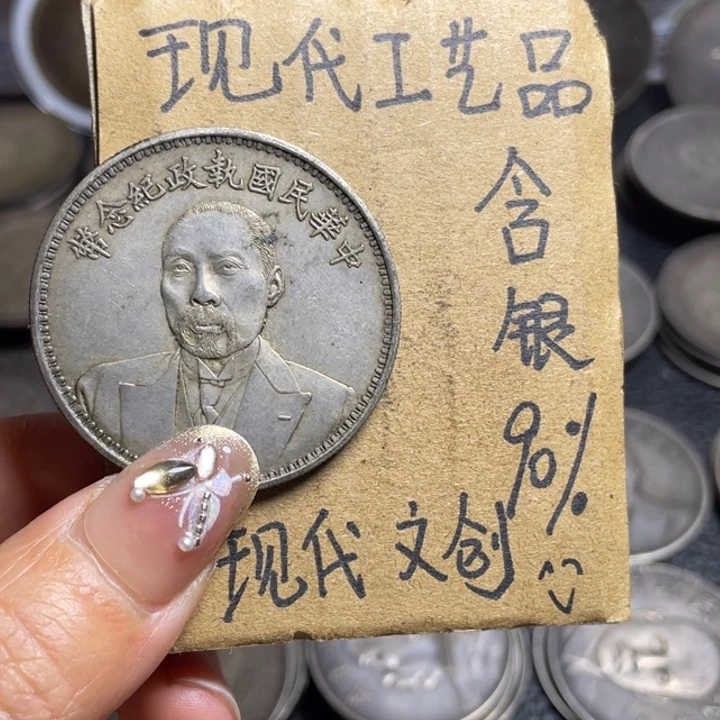 现代工艺品
中華民國執政紀念幣
含
银
90%
现代文创